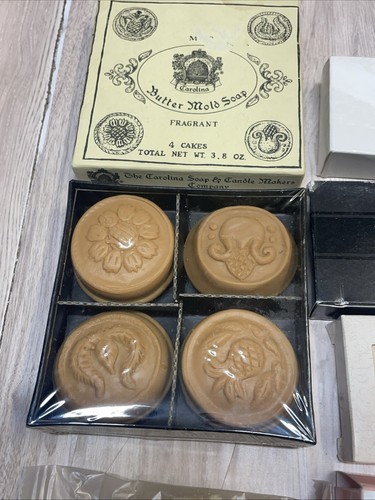 Carolina
Butter Mold Soap
FRAGRANT
4 CAKES
TOTAL NET WT. 3.8 OZ.
The Carolina Soap & Candle Makers
Company